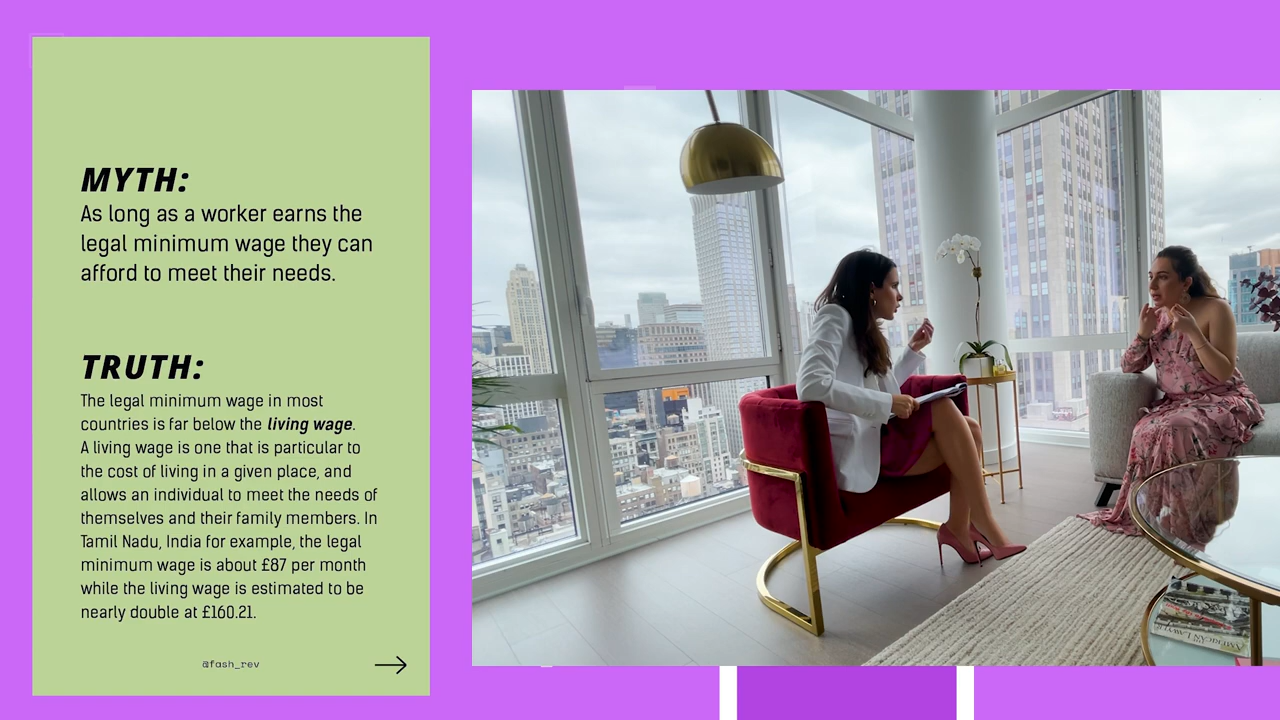 MYTH:
As long as a worker earns the
legal minimum wage they can
afford to meet their needs.
TRUTH:
The legal minimum wage in most
countries is far below the living wage.
A living wage is one that is particular to
the cost of living in a given place, and
allows an individual to meet the needs of
themselves and their family members. In
Tamil Nadu, India for example, the legal
minimum wage is about £87 per month
while the living wage is estimated to be
nearly double at £160.21.
@fash_rev
AMERICAN LAWYER